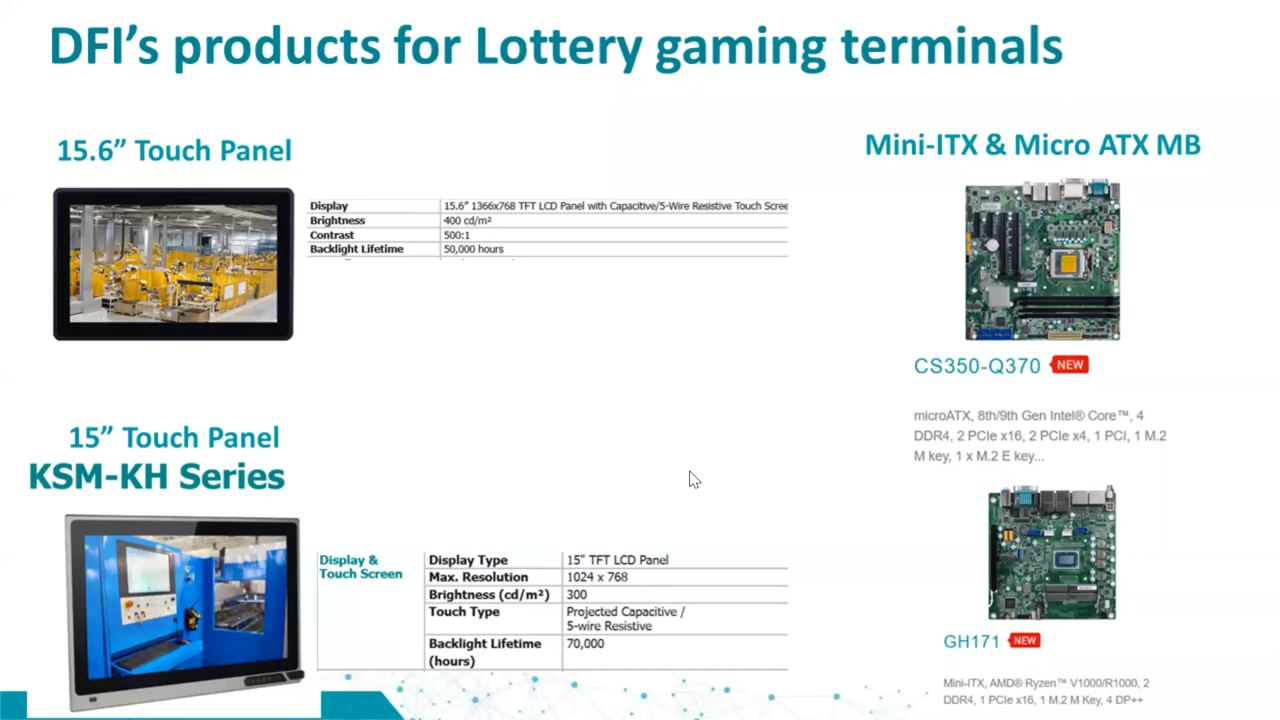 DFI's products for Lottery gaming terminals
15.6" Touch Panel
Display 15.6" 1366x768 TFT LCD Panel with Capacitive/5-Wire Resistive Touch Scree
Brightness 400 cd/m²
Contrast 500:1
Backlight Lifetime 50,000 hours
15" Touch Panel
KSM-KH Series
Display & Touch Screen
Display Type 15" TFT LCD Panel
Max. Resolution 1024 x 768
Brightness (cd/m²) 300
Touch Type Projected Capacitive /
5-wire Resistive
Backlight Lifetime 70,000
(hours)
Mini-ITX & Micro ATX MB
CS350-Q370 NEW
microATX, 8th/9th Gen Intel® Core™, 4
DDR4, 2 PCIe x16, 2 PCIe x4, 1 PCI, 1 M.2
M key, 1 x M.2 E key...
GH171 NEW
Mini-ITX, AMD® Ryzen™ V1000/R1000, 2
DDR4, 1 PCIe x16, 1 M.2 M Key, 4 DP++